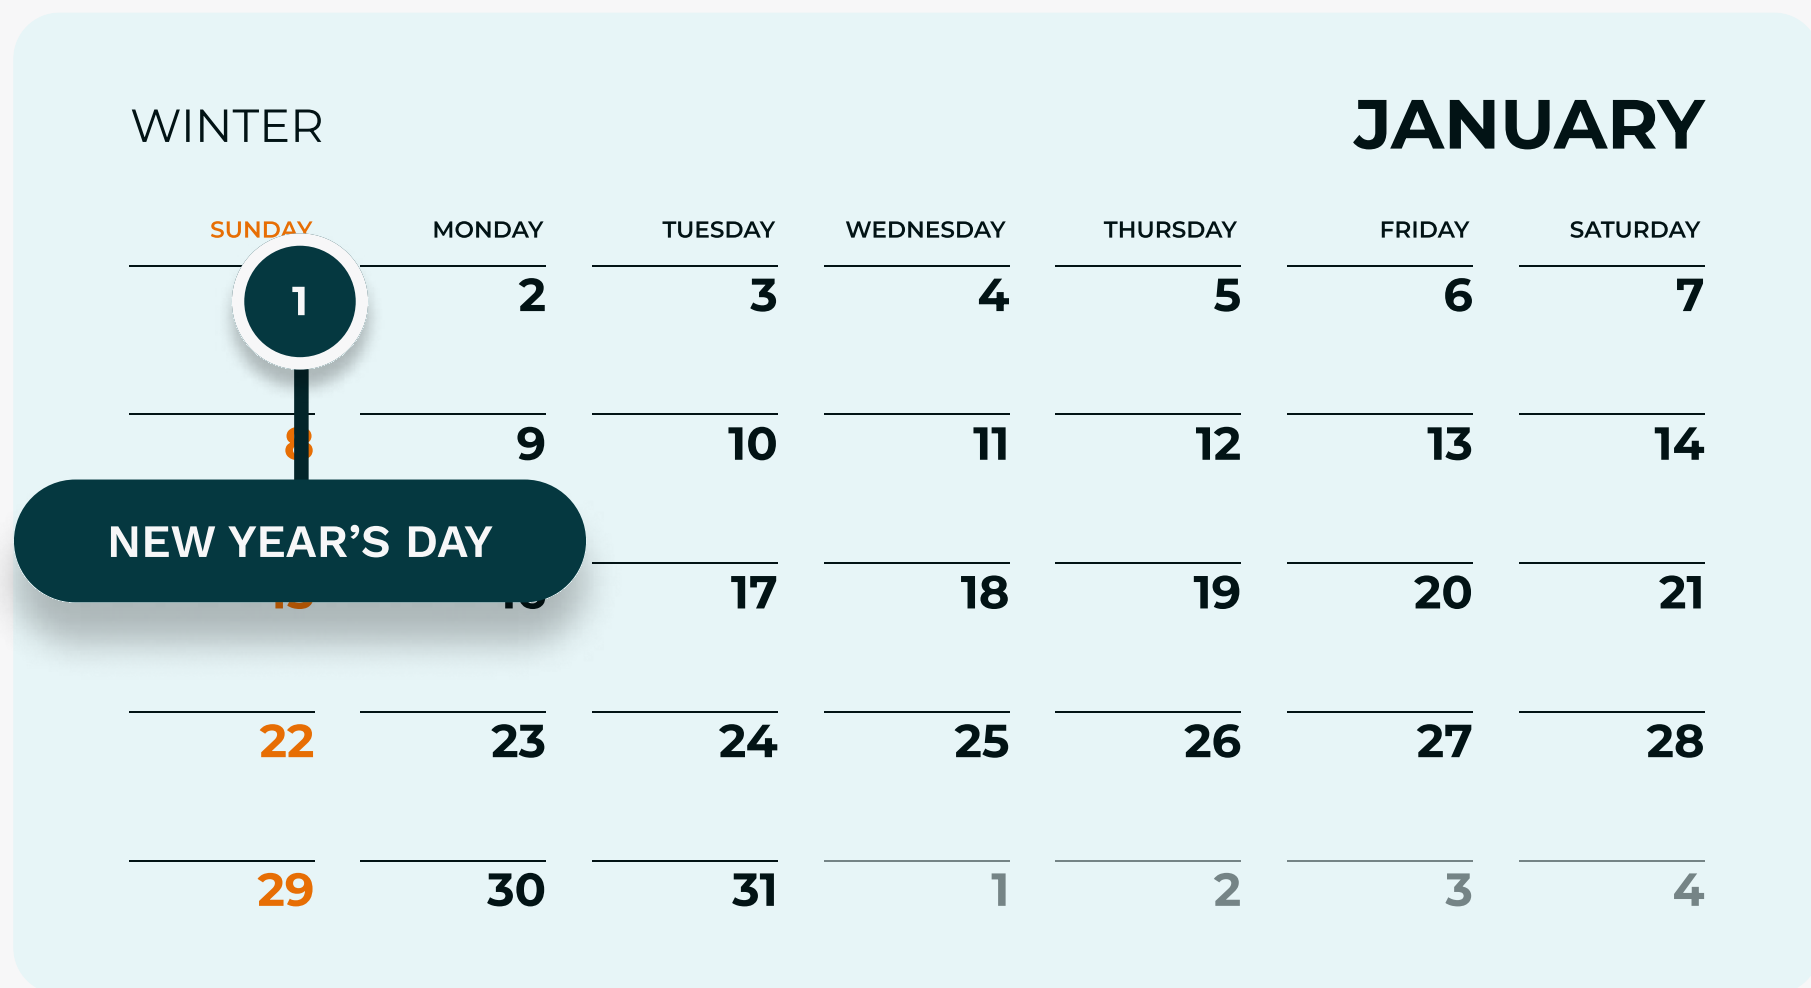 WINTER JANUARY
SUNDAY MONDAY TUESDAY WEDNESDAY THURSDAY FRIDAY SATURDAY
1 2 3 4 5 6 7
8 9 10 11 12 13 14
NEW YEAR’S DAY
17 18 19 20 21
22 23 24 25 26 27 28
29 30 31 1 2 3 4